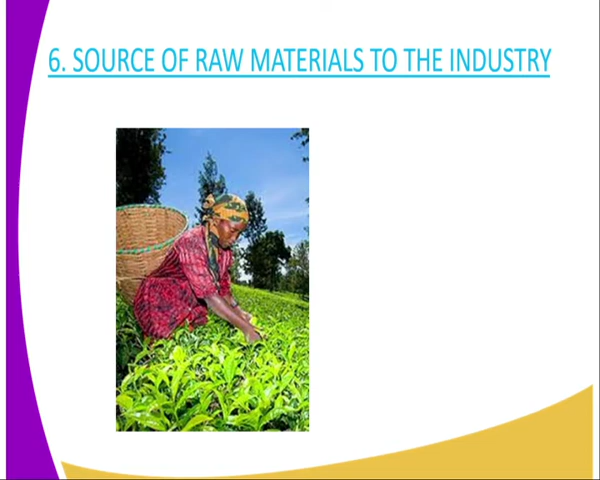 6. SOURCE OF RAW MATERIALS TO THE INDUSTRY